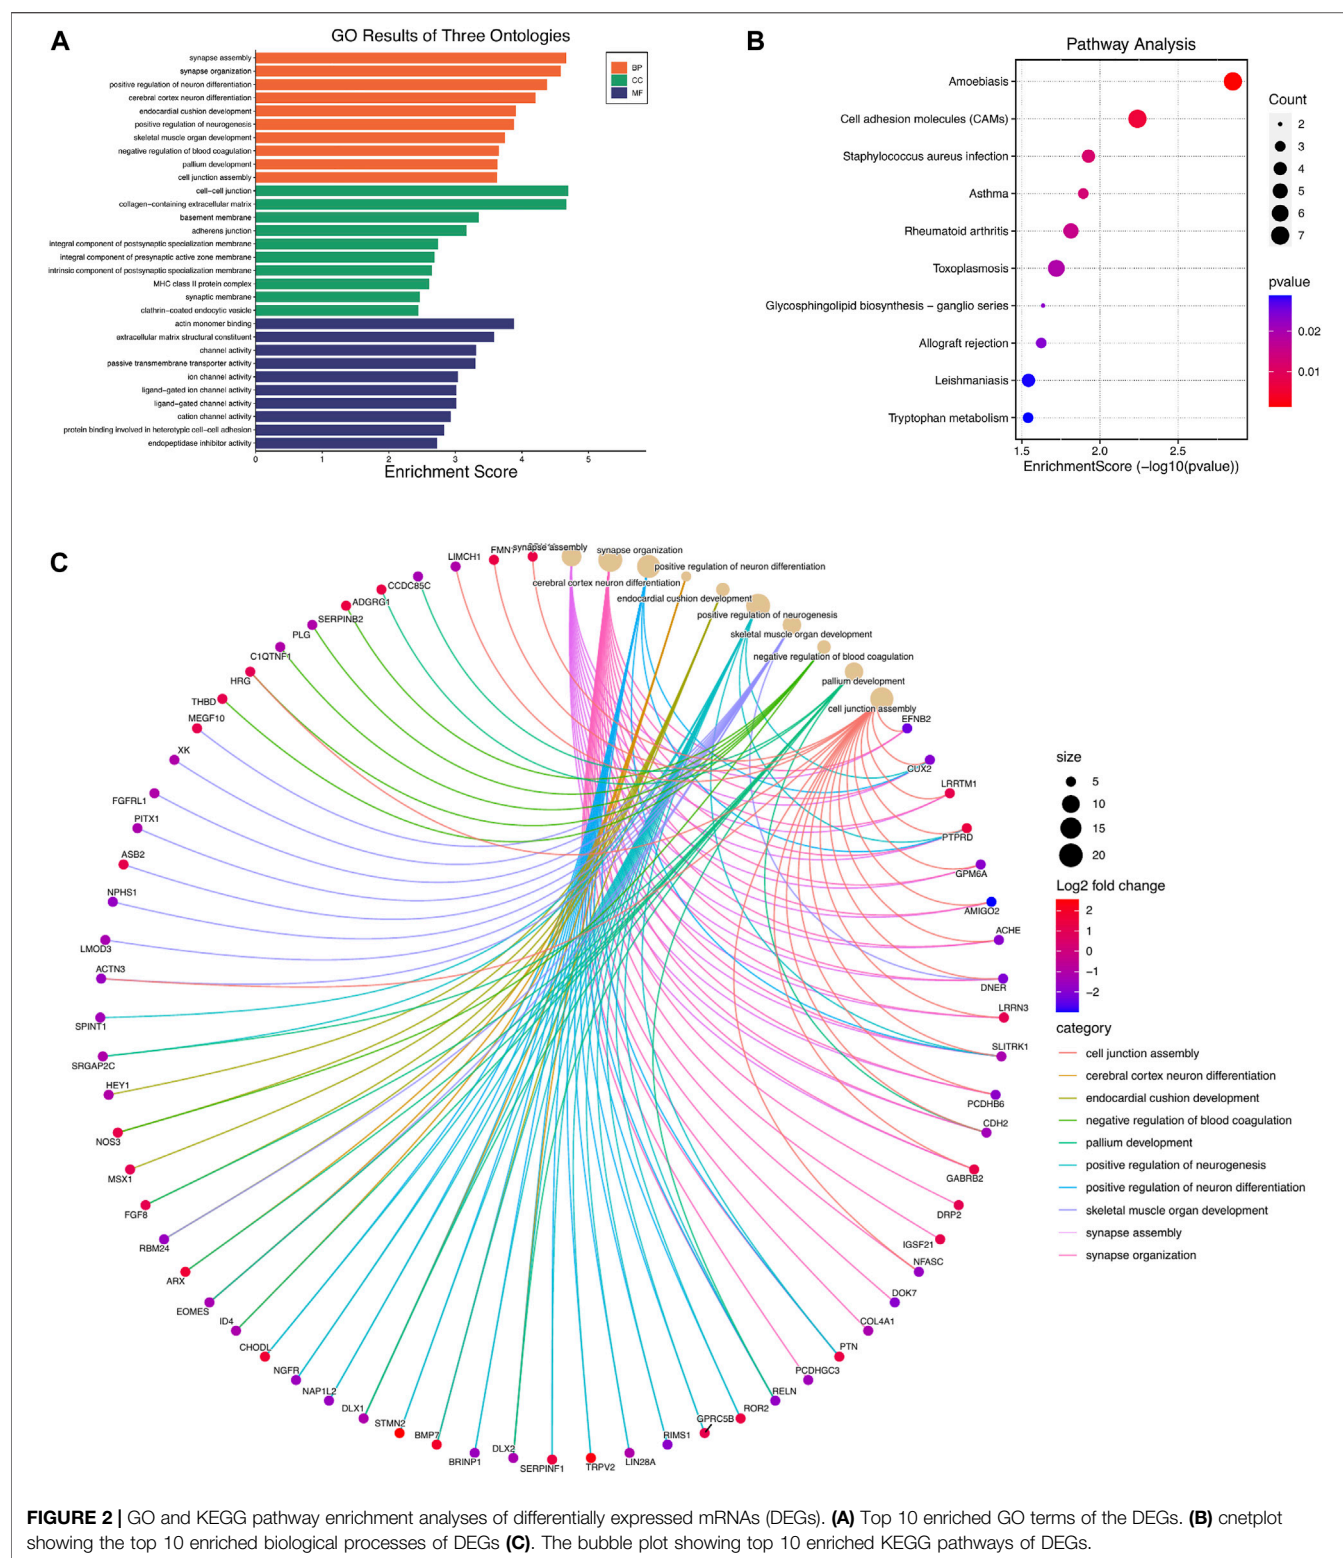 A
GO Results of Three Ontologies
synapse assembly
synapse organization
positive regulation of neuron differentiation
cerebral cortex neuron differentiation
endocardial cushion development
positive regulation of neurogenesis
skeletal muscle organ development
negative regulation of blood coagulation
pallium development
cell junction assembly
cell−cell junction
collagen−containing extracellular matrix
basement membrane
adherens junction
integral component of postsynaptic specialization membrane
integral component of presynaptic active zone membrane
intrinsic component of postsynaptic specialization membrane
MHC class II protein complex
synaptic membrane
clathrin−coated endocytic vesicle
actin monomer binding
extracellular matrix structural constituent
channel activity
passive transmembrane transporter activity
ion channel activity
ligand−gated ion channel activity
ligand−gated channel activity
cation channel activity
protein binding involved in heterotypic cell−cell adhesion
endopeptidase inhibitor activity
0 1 2 3 4 5
Enrichment Score
BP
CC
MF
B
Pathway Analysis
Amoebiasis
Cell adhesion molecules (CAMs)
Staphylococcus aureus infection
Asthma
Rheumatoid arthritis
Toxoplasmosis
Glycosphingolipid biosynthesis − ganglio series
Allograft rejection
Leishmaniasis
Tryptophan metabolism
1.5 2.0 2.5
EnrichmentScore (−log10(pvalue))
Count
2
3
4
5
6
7
pvalue
0.02
0.01
C
synapse assembly
synapse organization
positive regulation of neuron differentiation
cerebral cortex neuron differentiation
endocardial cushion development
positive regulation of neurogenesis
skeletal muscle organ development
negative regulation of blood coagulation
pallium development
cell junction assembly
EFNB2
CUX2
LRRTM1
PTPRD
GPM6A
AMIGO2
ACHE
DNER
LRRN3
SLITRK1
PCDHB6
CDH2
GABRB2
DRP2
IGSF21
NFASC
DOK7
COL4A1
PTN
PCDHGC3
RELN
ROR2
GPRC5B
RIMS1
LIN28A
TRPV2
SERPINF1
DLX2
BRINP1
BMP7
STMN2
DLX1
NAP1L2
NGFR
CHODL
ID4
EOMES
ARX
RBM24
FGF8
MSX1
NOS3
HEY1
SRGAP2C
SPINT1
ACTN3
LMOD3
NPHS1
ASB2
PITX1
FGFRL1
XK
MEGF10
THBD
HRG
C1QTNF1
PLG
SERPINB2
ADGRG1
CCDC85C
LIMCH1
FMN1
size
5
10
15
20
Log2 fold change
2
1
0
−1
−2
category
cell junction assembly
cerebral cortex neuron differentiation
endocardial cushion development
negative regulation of blood coagulation
pallium development
positive regulation of neurogenesis
positive regulation of neuron differentiation
skeletal muscle organ development
synapse assembly
synapse organization
FIGURE 2 | GO and KEGG pathway enrichment analyses of differentially expressed mRNAs (DEGs). (A) Top 10 enriched GO terms of the DEGs. (B) cnetplot
showing the top 10 enriched biological processes of DEGs (C). The bubble plot showing top 10 enriched KEGG pathways of DEGs.